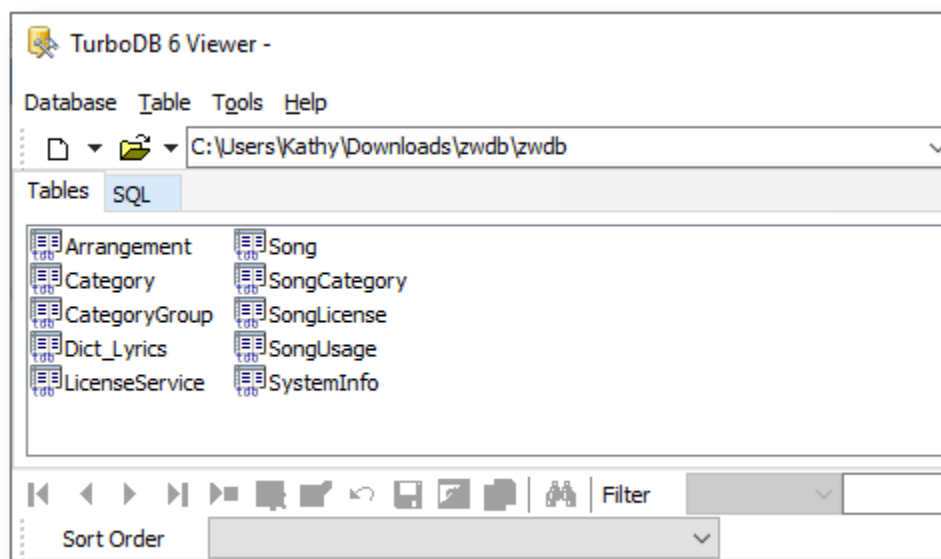 TurboDB 6 Viewer -
Database Table Tools Help
C:\Users\Kathy\Downloads\zwdb\zwdb
Tables SQL
Arrangement Song
Category SongCategory
CategoryGroup SongLicense
Dict_Lyrics SongUsage
LicenseService SystemInfo
Filter
Sort Order